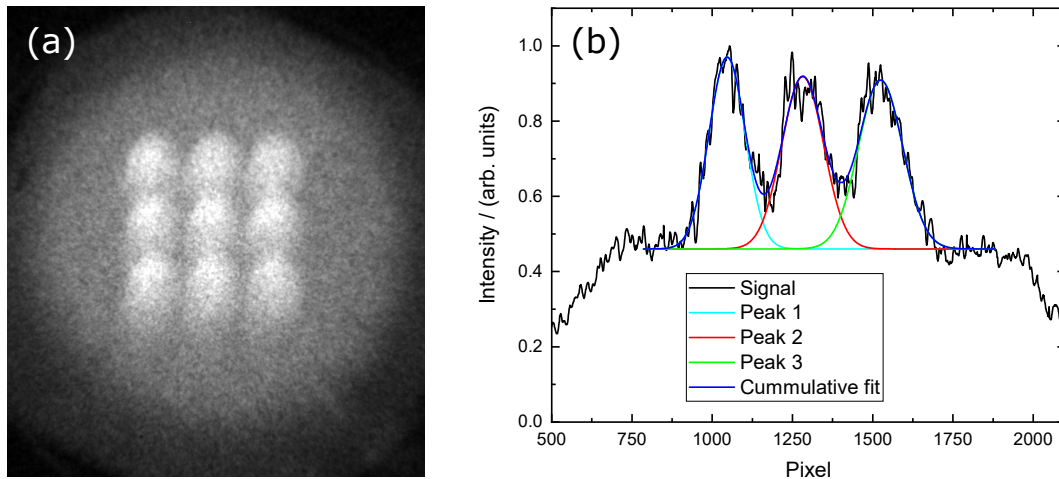 (a)
(b)
Intensity / (arb. units)
1.0
0.8
0.6
0.4
0.2
0.0
Signal
Peak 1
Peak 2
Peak 3
Cummulative fit
500 750 1000 1250 1500 1750 2000
Pixel